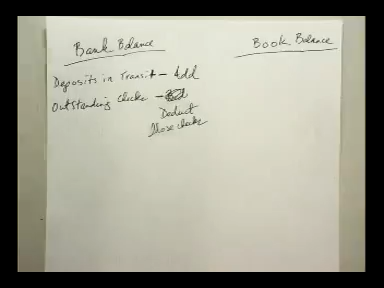 Bank Balance
Book Balance
Deposits in Transit - Add
Outstanding Checks -
Deduct
those checks